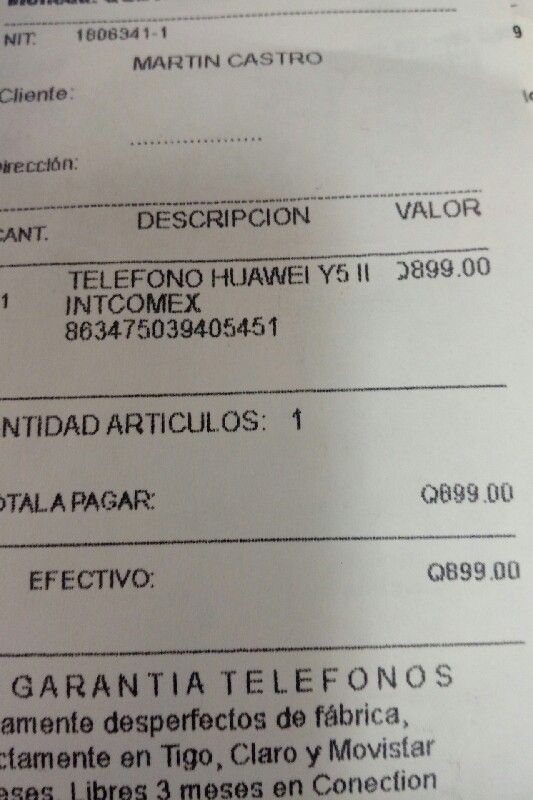 NIT: 1806341-1
MARTIN CASTRO
Cliente:
..................
irección:
CANT. DESCRIPCION VALOR
1 TELEFONO HUAWEI Y5 II Q899.00
INTCOMEX
863475039405451
NTIDAD ARTICULOS: 1
OTAL A PAGAR: Q899.00
EFECTIVO: Q899.00
GARANTIA TELEFONOS
amente desperfectos de fábrica,
ctamente en Tigo, Claro y Movistar
eses. Libres 3 meses en Conection